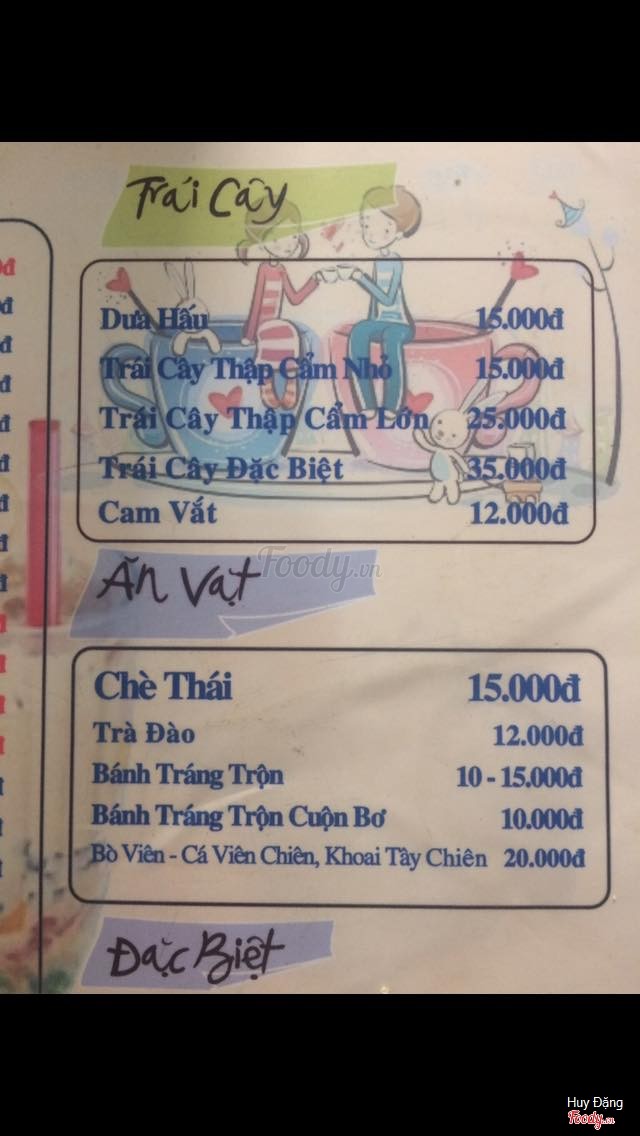 Trái Cây
Dưa Hấu 15.000đ
Trái Cây Thập Cẩm Nhỏ 15.000đ
Trái Cây Thập Cẩm Lớn 25.000đ
Trái Cây Đặc Biệt 35.000đ
Cam Vắt 12.000đ
Foody.vn
Ăn Vạt
Chè Thái 15.000đ
Trà Đào 12.000đ
Bánh Tráng Trộn 10 - 15.000đ
Bánh Tráng Trộn Cuộn Bơ 10.000đ
Bò Viên - Cá Viên Chiên, Khoai Tây Chiên 20.000đ
Đặc Biệt
Huy Đặng
Foody.vn